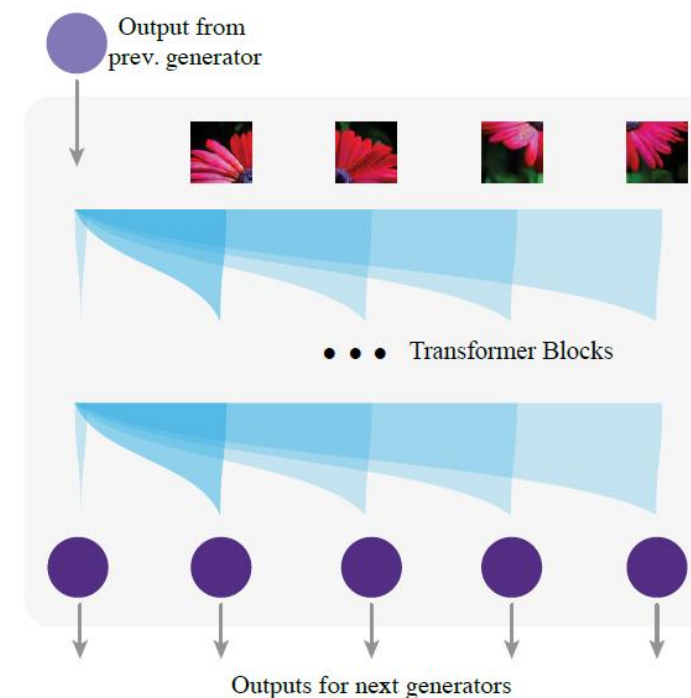 Output from
prev. generator
Transformer Blocks
Outputs for next generators